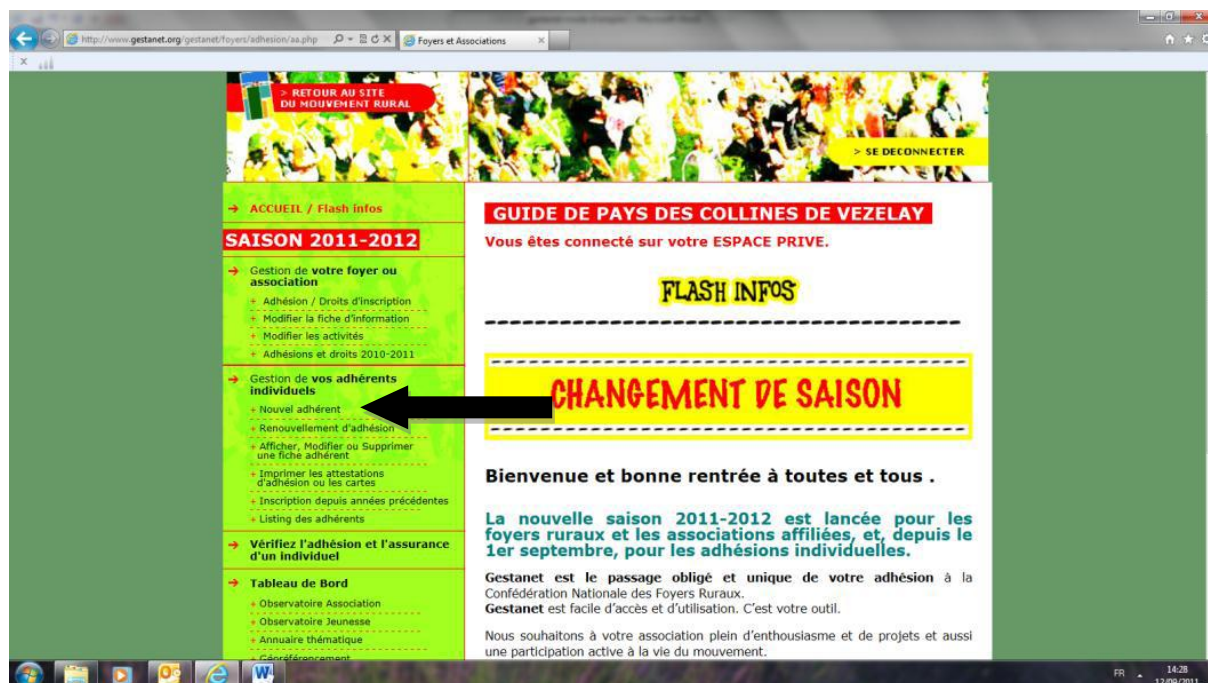 http://www.gestanet.org/gestanet/foyers/adhesion/aa.php
Foyers et Associations
> RETOUR AU SITE
DU MOUVEMENT RURAL
> SE DECONNECTER
ACCUEIL / Flash infos
SAISON 2011-2012
Gestion de votre foyer ou
association
+ Adhésion / Droits d'inscription
+ Modifier la fiche d'information
+ Modifier les activités
+ Adhésions et droits 2010-2011
Gestion de vos adhérents
individuels
+ Nouvel adhérent
+ Renouvellement d'adhésion
+ Afficher, Modifier ou Supprimer
une fiche adhérent
+ Imprimer les attestations
d'adhésion ou les cartes
+ Inscription depuis années précédentes
+ Listing des adhérents
Vérifiez l'adhésion et l'assurance
d'un individuel
Tableau de Bord
+ Observatoire Association
+ Observatoire Jeunesse
+ Annuaire thématique
+ Géoréférencement
GUIDE DE PAYS DES COLLINES DE VEZELAY
Vous êtes connecté sur votre ESPACE PRIVE.
FLASH INFOS
CHANGEMENT DE SAISON
Bienvenue et bonne rentrée à toutes et tous .
La nouvelle saison 2011-2012 est lancée pour les
foyers ruraux et les associations affiliées, et, depuis le
1er septembre, pour les adhésions individuelles.
Gestanet est le passage obligé et unique de votre adhésion à la
Confédération Nationale des Foyers Ruraux.
Gestanet est facile d'accès et d'utilisation. C'est votre outil.
Nous souhaitons à votre association plein d'enthousiasme et de projets et aussi
une participation active à la vie du mouvement.
FR
14:28
12/09/2011